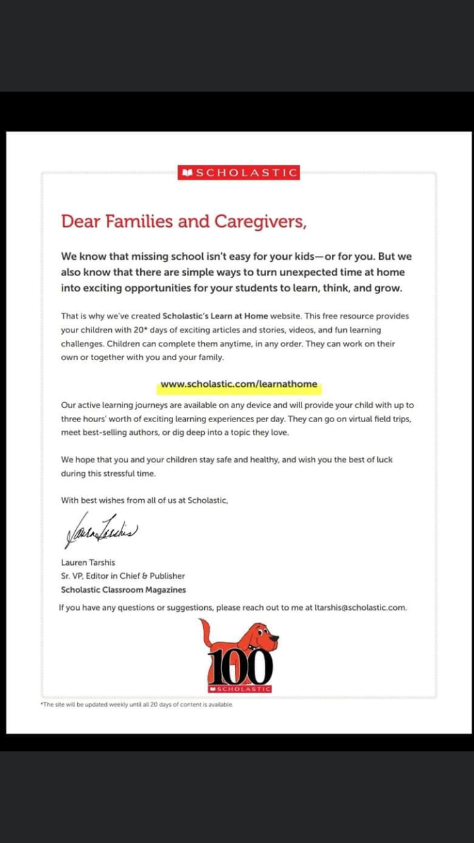 SCHOLASTIC
Dear Families and Caregivers,
We know that missing school isn't easy for your kids—or for you. But we
also know that there are simple ways to turn unexpected time at home
into exciting opportunities for your students to learn, think, and grow.
That is why we've created Scholastic's Learn at Home website. This free resource provides
your children with 20* days of exciting articles and stories, videos, and fun learning
challenges. Children can complete them anytime, in any order. They can work on their
own or together with you and your family.
www.scholastic.com/learnathome
Our active learning journeys are available on any device and will provide your child with up to
three hours' worth of exciting learning experiences per day. They can go on virtual field trips,
meet best-selling authors, or dig deep into a topic they love.
We hope that you and your children stay safe and healthy, and wish you the best of luck
during this stressful time.
With best wishes from all of us at Scholastic,
Lauren Tarshis
Lauren Tarshis
Sr. VP, Editor in Chief & Publisher
Scholastic Classroom Magazines
If you have any questions or suggestions, please reach out to me at ltarshis@scholastic.com.
100
SCHOLASTIC
*The site will be updated weekly until all 20 days of content is available.